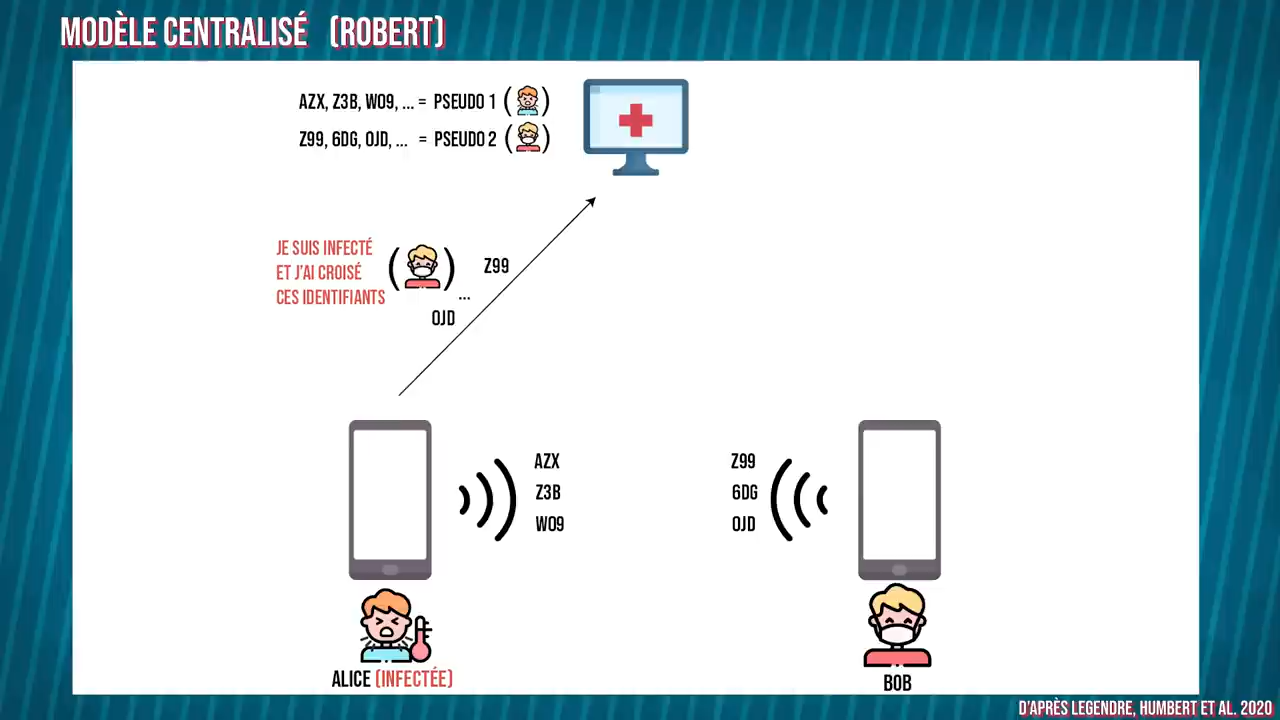 MODÈLE CENTRALISÉ (ROBERT)
AZX, Z3B, W09, ... = PSEUDO 1 ( )
Z99, 6DG, OJD, ... = PSEUDO 2 ( )
JE SUIS INFECTÉ
ET J'AI CROISÉ
CES IDENTIFIANTS
( )
Z99
...
OJD
AZX
Z3B
W09
Z99
6DG
OJD
ALICE (INFECTÉE)
BOB
D'APRÈS LEGENDRE, HUMBERT ET AL. 2020